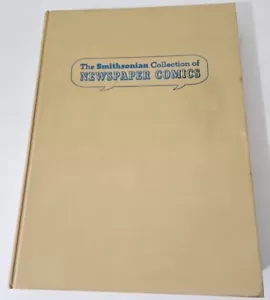 The Smithsonian Collection of
NEWSPAPER COMICS